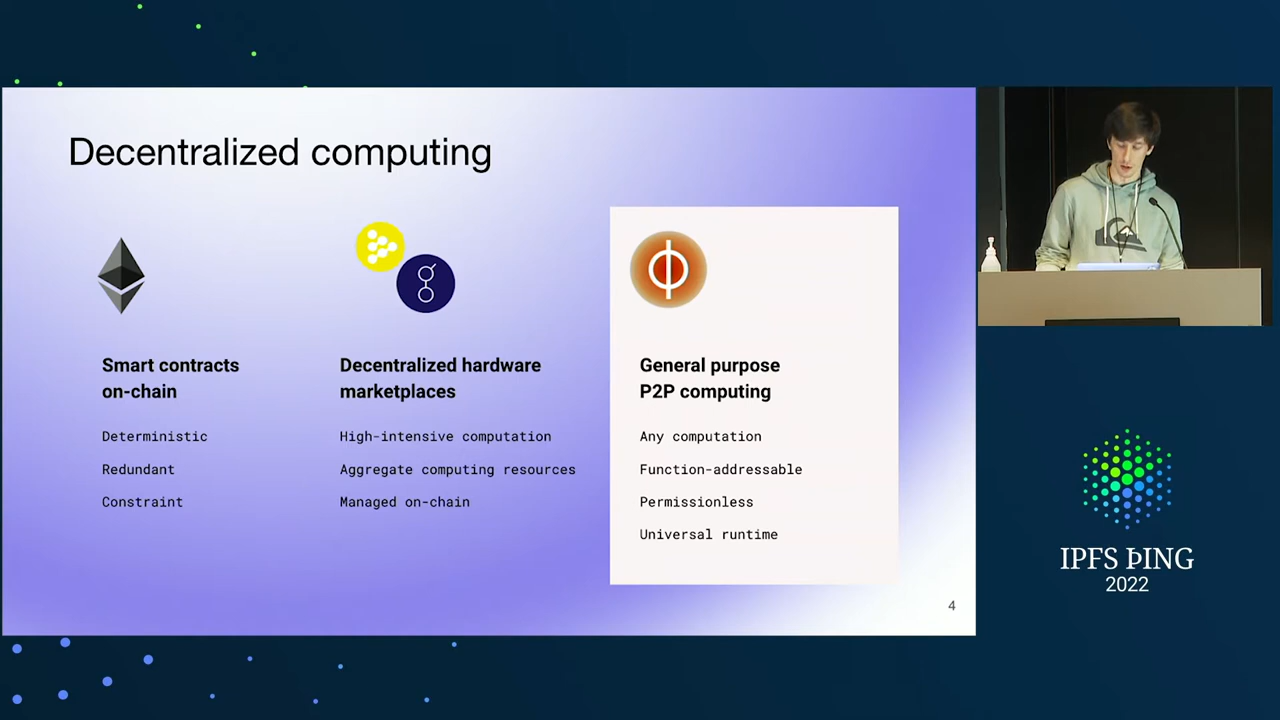 Decentralized computing
Smart contracts
on-chain
Deterministic
Redundant
Constraint
Decentralized hardware
marketplaces
High-intensive computation
Aggregate computing resources
Managed on-chain
General purpose
P2P computing
Any computation
Function-addressable
Permissionless
Universal runtime
4
IPFS ÞING
2022